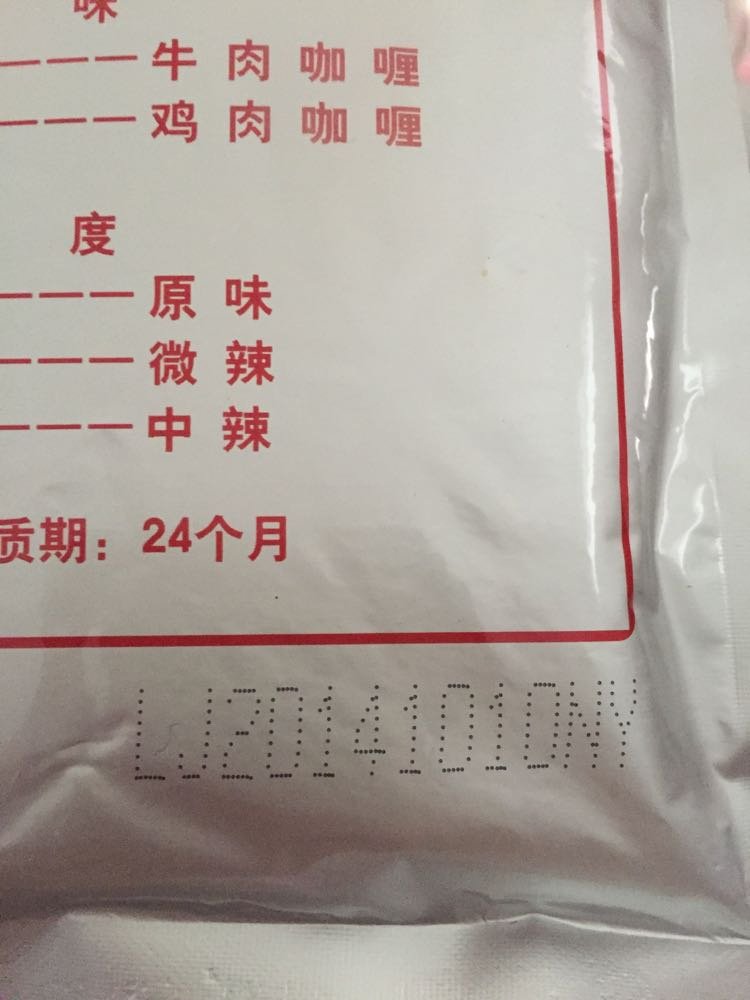 味
---牛肉咖喱
---鸡肉咖喱
度
---原味
---微辣
---中辣
质期：24个月
LJ20141010NY